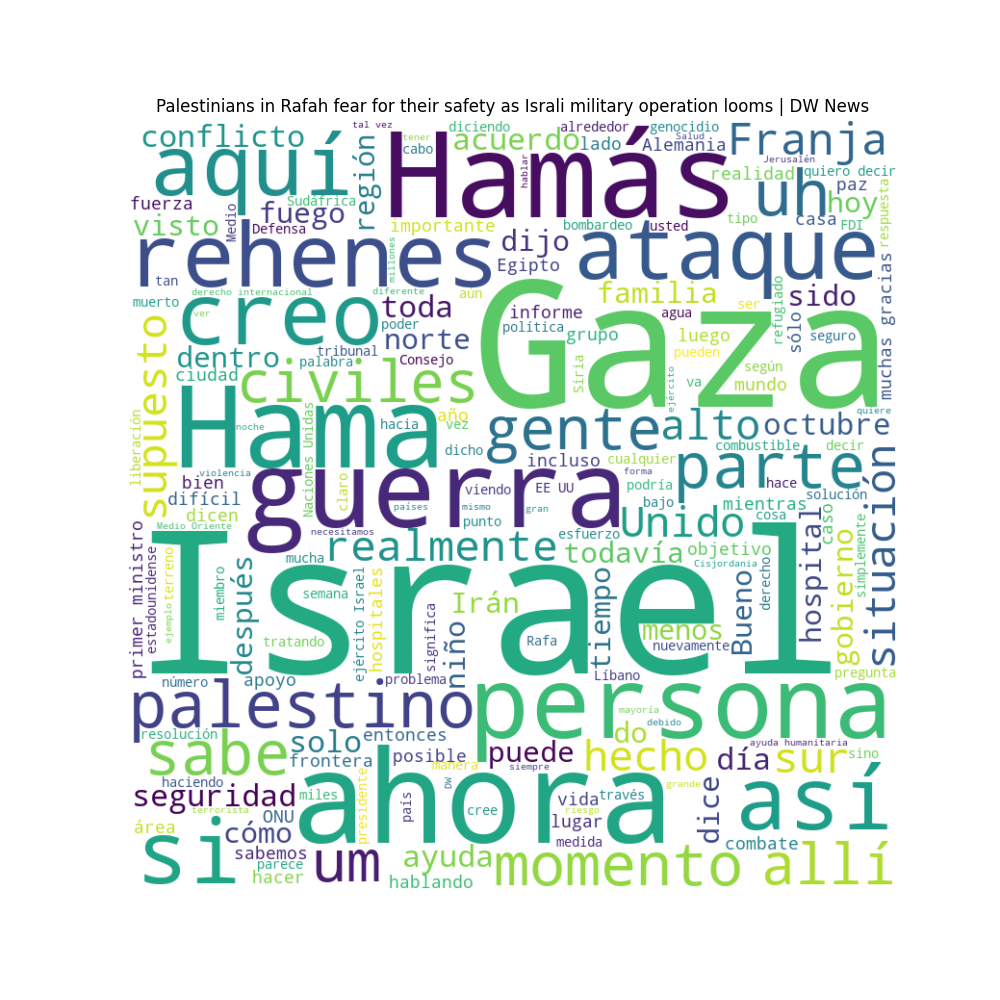 Palestinians in Rafah fear for their safety as Israli military operation looms | DW News
tal vez
conflicto
aquí
región
tener
cabo
Hamás
diciendo
acuerdo
hablar
alrededor
lado
genocidio
Salud
Alemania
Franja
Jerusalén
realidad
quiero decir
uh
paz
hoy
respuesta
fuerza
Sudáfrica
Medio
fuego
visto
Defensa
importante
millones
bombardeo
usted
tipo
casa
FDI
rehenes
dijo
Egipto
ataque
tan
derecho internacional
diferente
aún
muerto
ver
creo
toda
poder
Gaza
familia
ser
refugiado
sido
sólo
muchas gracias
informe
agua
política
grupo
luego
seguro
supuesto
norte
dentro
tribunal
palabra
Consejo
ciudad
civiles
Siria
pueden
según
va
mundo
ejército
liberación
Hama
noche
Naciones Unidas
año
hacia
vez
gente
alto
octubre
quiere
dicho
combustible
decir
violencia
bien
difícil
dicen
claro
guerra
viendo
incluso
cualquier
EE UU
forma
podría
parte
hace
solución
situación
países
mismo
gran
punto
bajo
mientras
cosa
caso
Medio Oriente
necesitamos
esfuerzo
Unido
primer ministro
estadounidense
terreno
ejemplo
miembro
después
mucha
realmente
todavía
objetivo
Cisjordania
hospital
gobierno
simplemente
Israel
semana
tratando
ejército Israel
hospitales
significa
niño
Irán
Rafa
tiempo
menos
nuevamente
Bueno
derecho
pregunta
número
apoyo
problema
Líbano
palestino
persona
mayoría
debido
resolución
sabe
solo
entonces
frontera
posible
manera
siempre
puede
do
hecho
día
ayuda humanitaria
sur
sino
haciendo
seguridad
terrorista
miles
presidente
país
DW
cree
ahora
vida
través
riesgo
grande
lugar
medida
dice
así
área
ONU
cómo
sabemos
parece
combate
si
hacer
um
ayuda
hablando
momento
allí